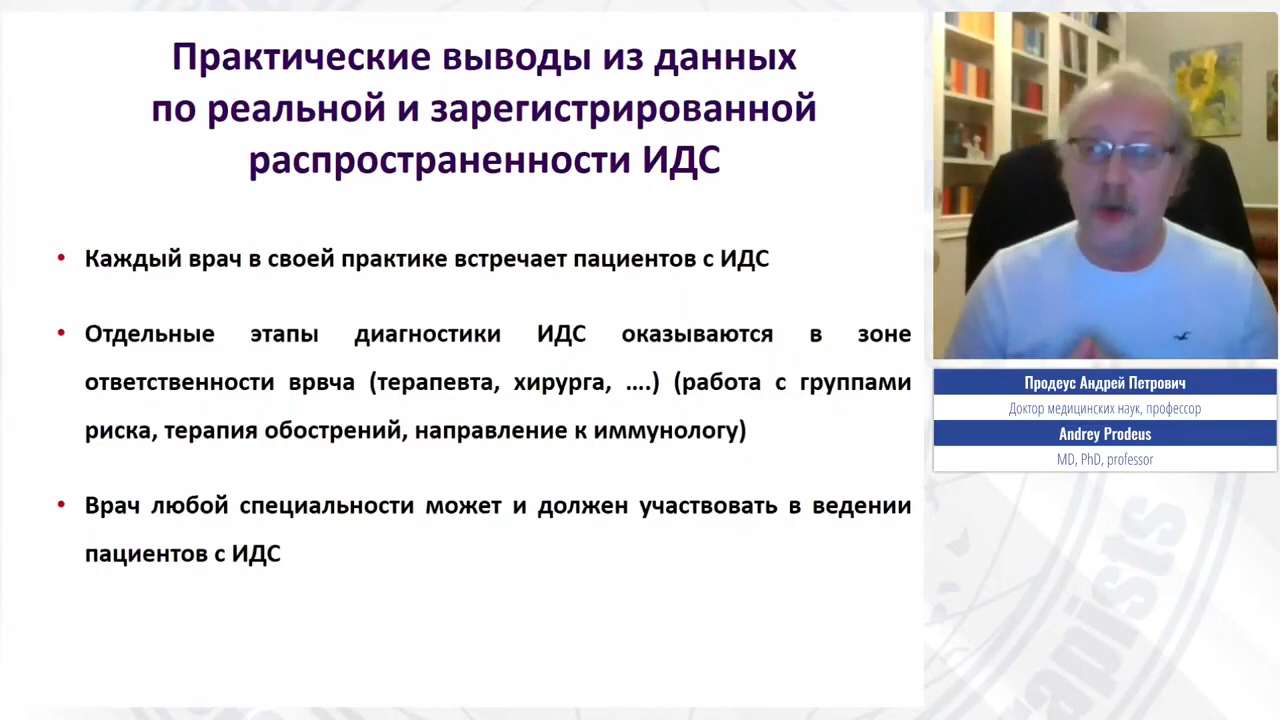 Практические выводы из данных
по реальной и зарегистрированной
распространенности ИДС
• Каждый врач в своей практике встречает пациентов с ИДС
• Отдельные этапы диагностики ИДС оказываются в зоне
ответственности врвча (терапевта, хирурга, ....) (работа с группами
риска, терапия обострений, направление к иммунологу)
• Врач любой специальности может и должен участвовать в ведении
пациентов с ИДС
Продеус Андрей Петрович
Доктор медицинских наук, профессор
Andrey Prodeus
MD, PhD, professor
apists